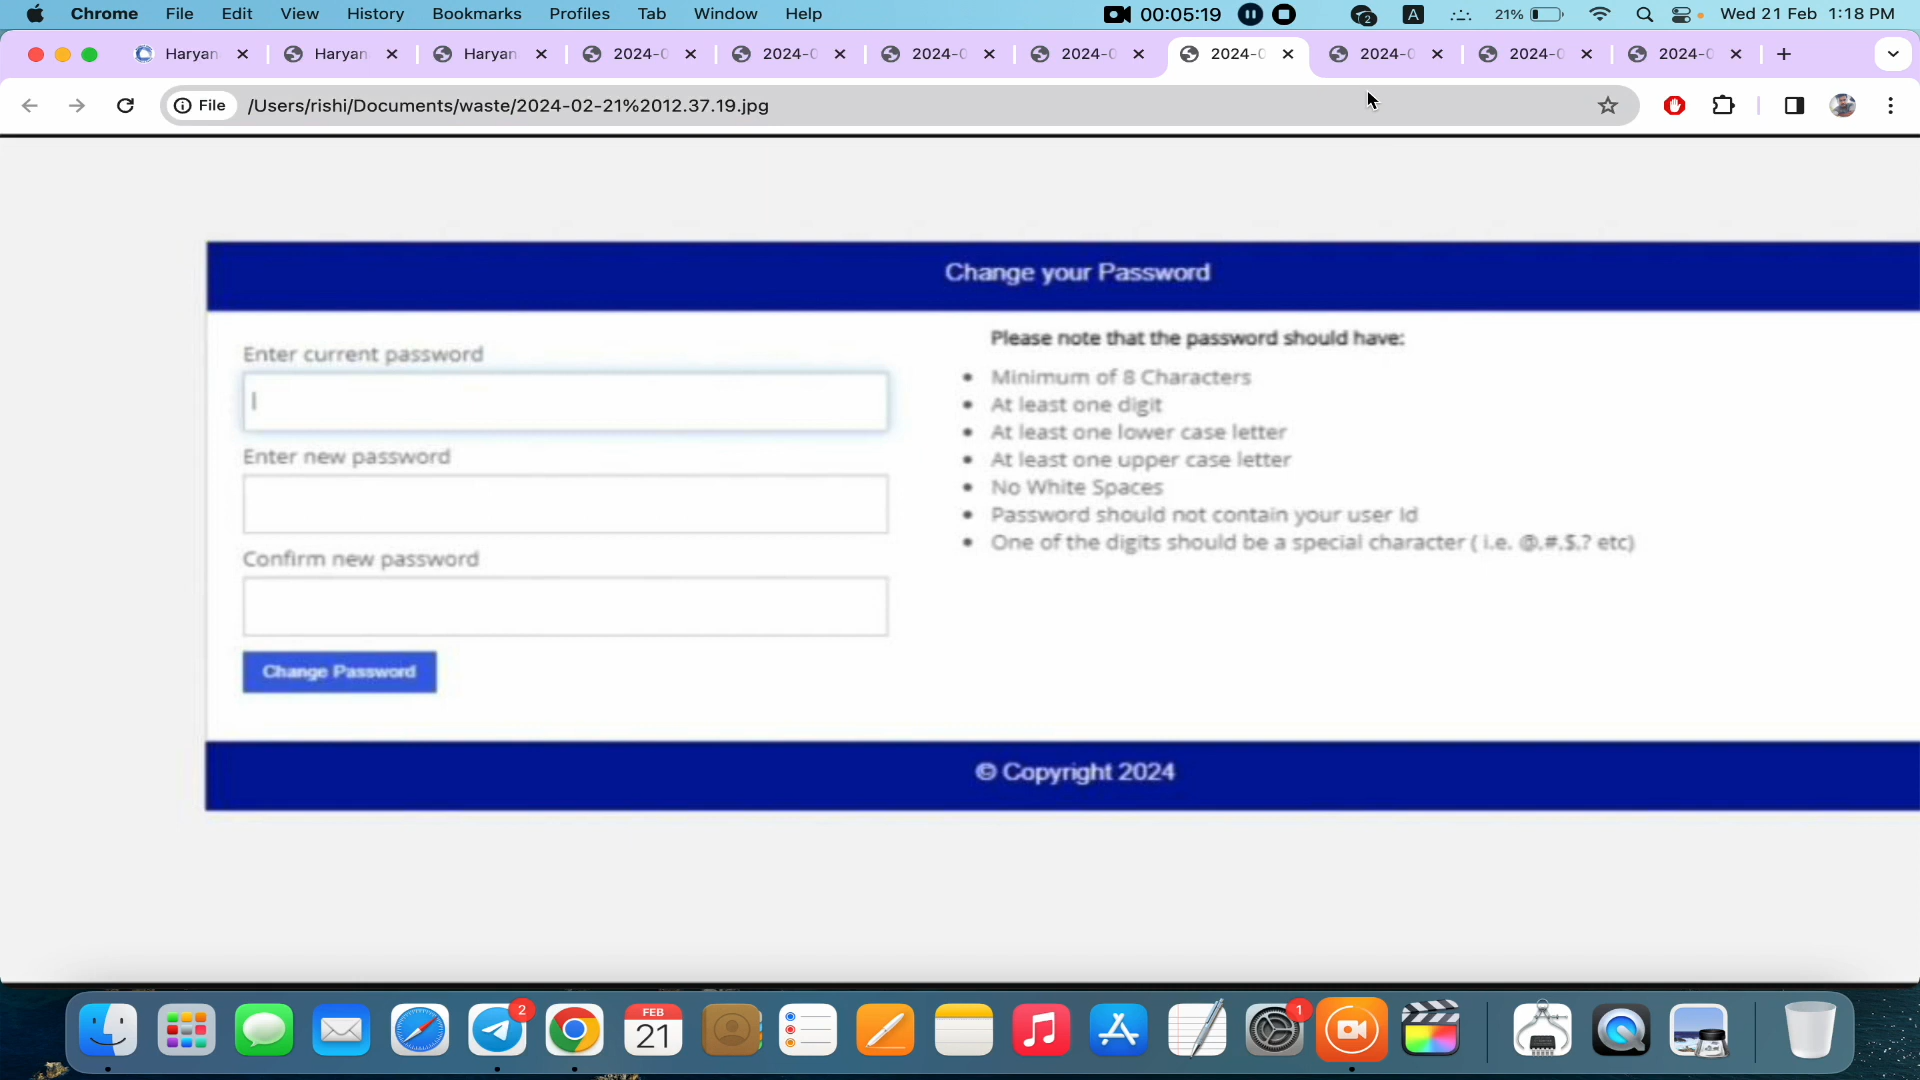 Chrome File Edit View History Bookmarks Profiles Tab Window Help 00:05:19 2 A 21% Wed 21 Feb 1:18 PM
Haryan Haryan Haryan 2024-0 2024-0 2024-0 2024-0 2024-0 2024-0 2024-0 2024-0
File /Users/rishi/Documents/waste/2024-02-21%2012.37.19.jpg
Change your Password
Enter current password
Enter new password
Confirm new password
Change Password
Please note that the password should have:
• Minimum of 8 Characters
• At least one digit
• At least one lower case letter
• At least one upper case letter
• No White Spaces
• Password should not contain your user Id
• One of the digits should be a special character ( i.e. @,#,$,? etc)
© Copyright 2024
2 FEB 21 1